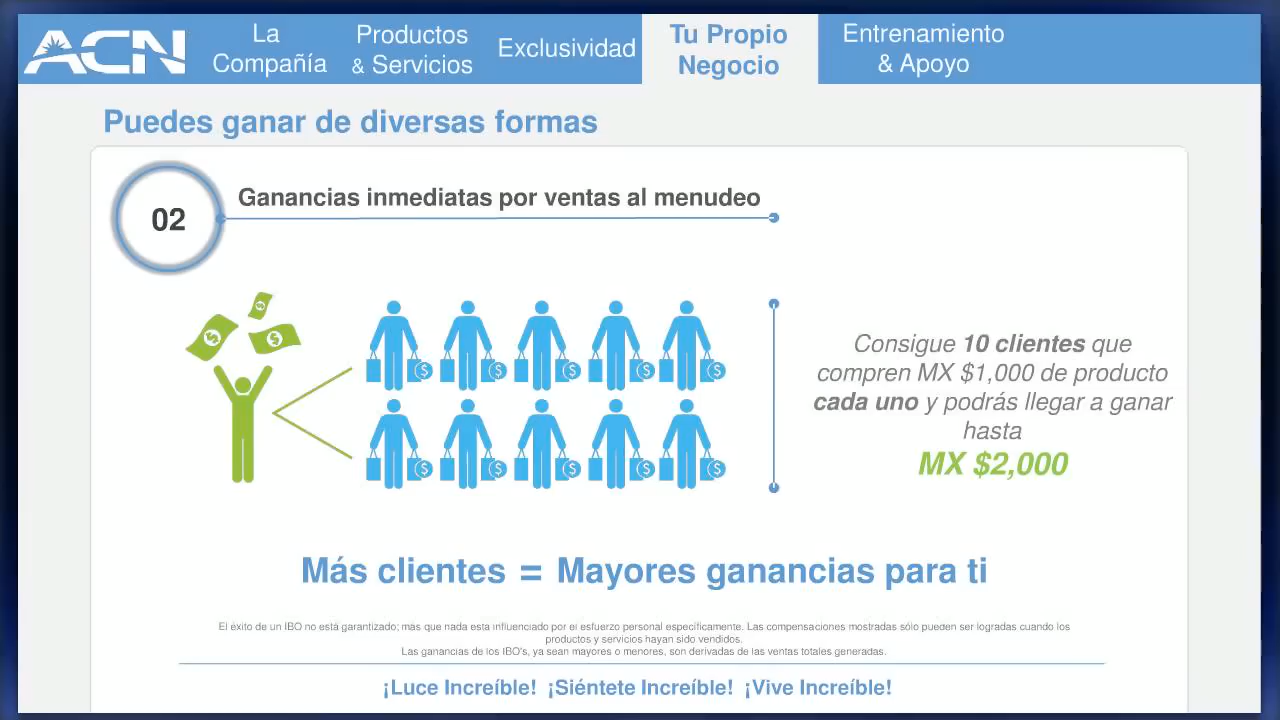 ACN
La Compañía
Productos & Servicios
Exclusividad
Tu Propio Negocio
Entrenamiento & Apoyo
Puedes ganar de diversas formas
02
Ganancias inmediatas por ventas al menudeo
Consigue 10 clientes que
compren MX $1,000 de producto
cada uno y podrás llegar a ganar
hasta
MX $2,000
Más clientes = Mayores ganancias para ti
El éxito de un IBO no está garantizado; más que nada esta influenciado por el esfuerzo personal específicamente. Las compensaciones mostradas sólo pueden ser logradas cuando los
productos y servicios hayan sido vendidos.
Las ganancias de los IBO's, ya sean mayores o menores, son derivadas de las ventas totales generadas.
¡Luce Increíble! ¡Siéntete Increíble! ¡Vive Increíble!